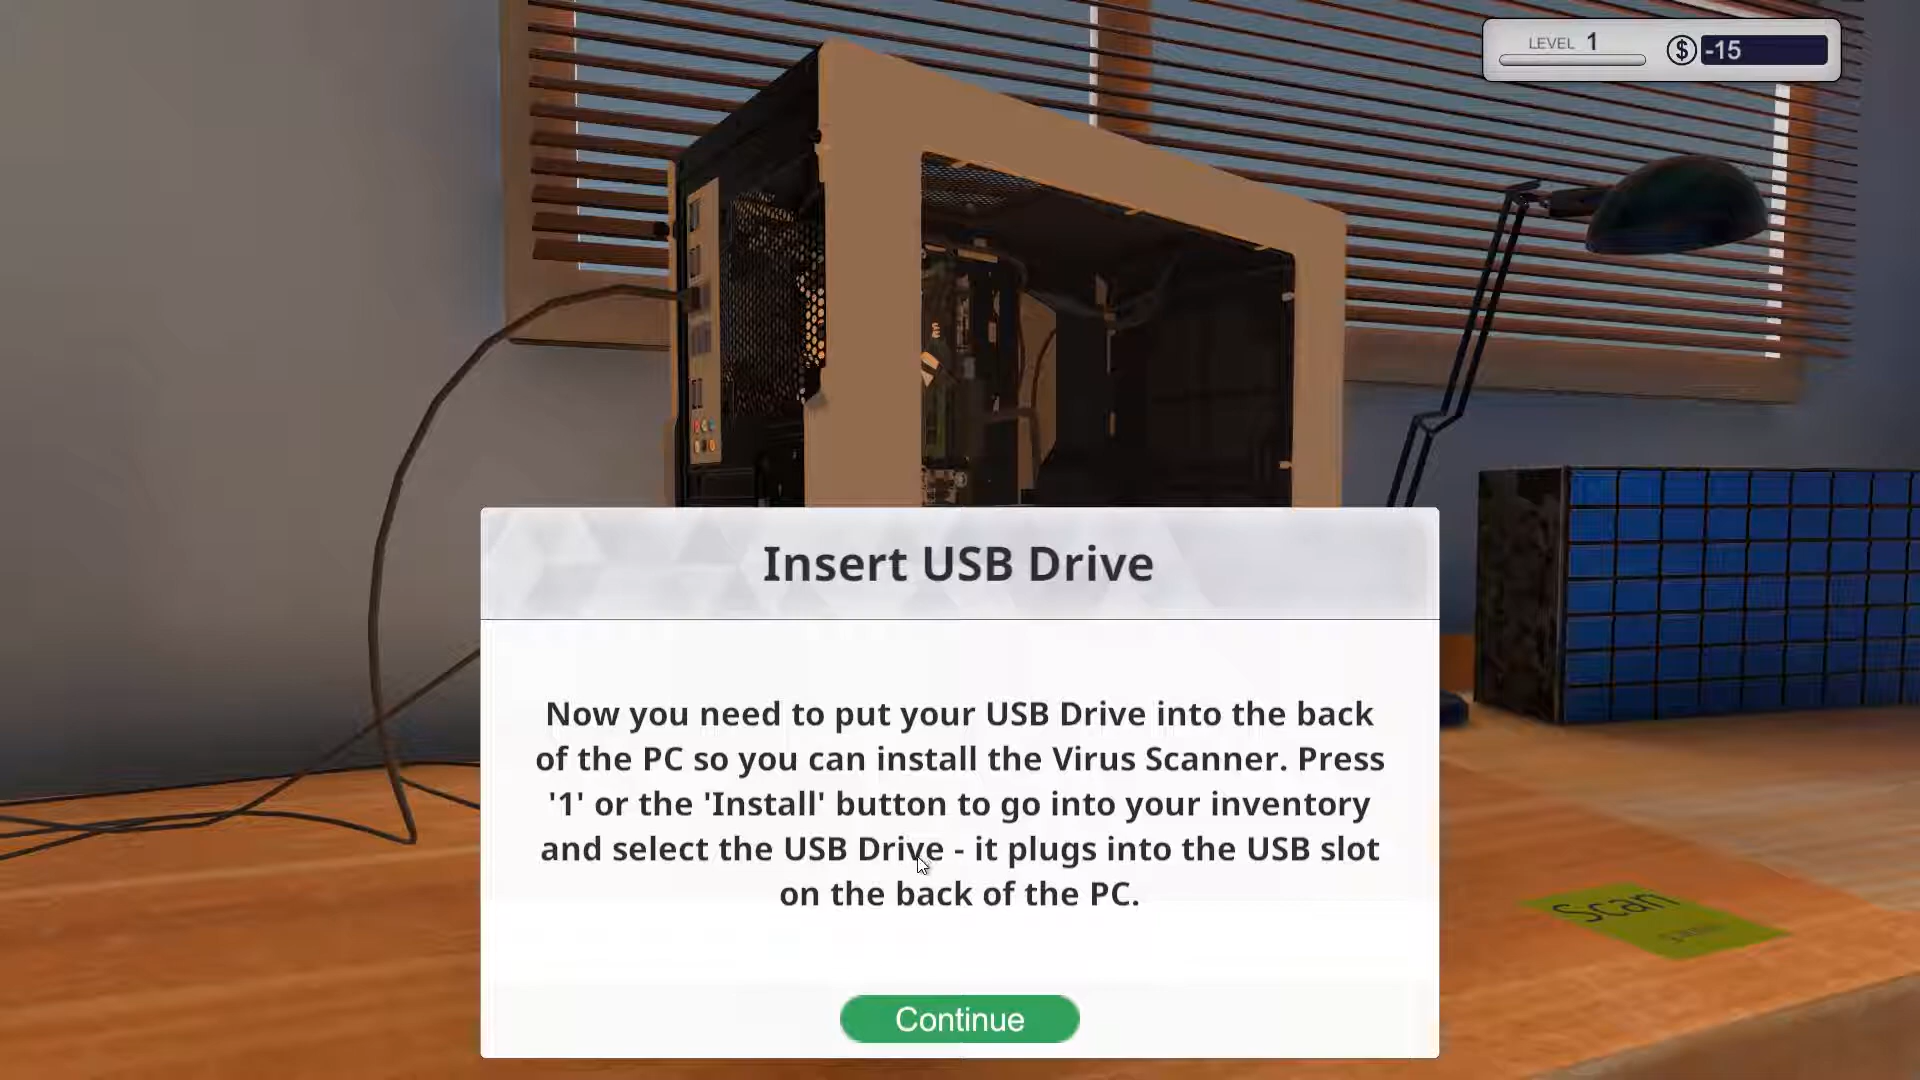 LEVEL 1
$ -15
Insert USB Drive
Now you need to put your USB Drive into the back
of the PC so you can install the Virus Scanner. Press
'1' or the 'Install' button to go into your inventory
and select the USB Drive - it plugs into the USB slot
on the back of the PC.
Scan
Continue